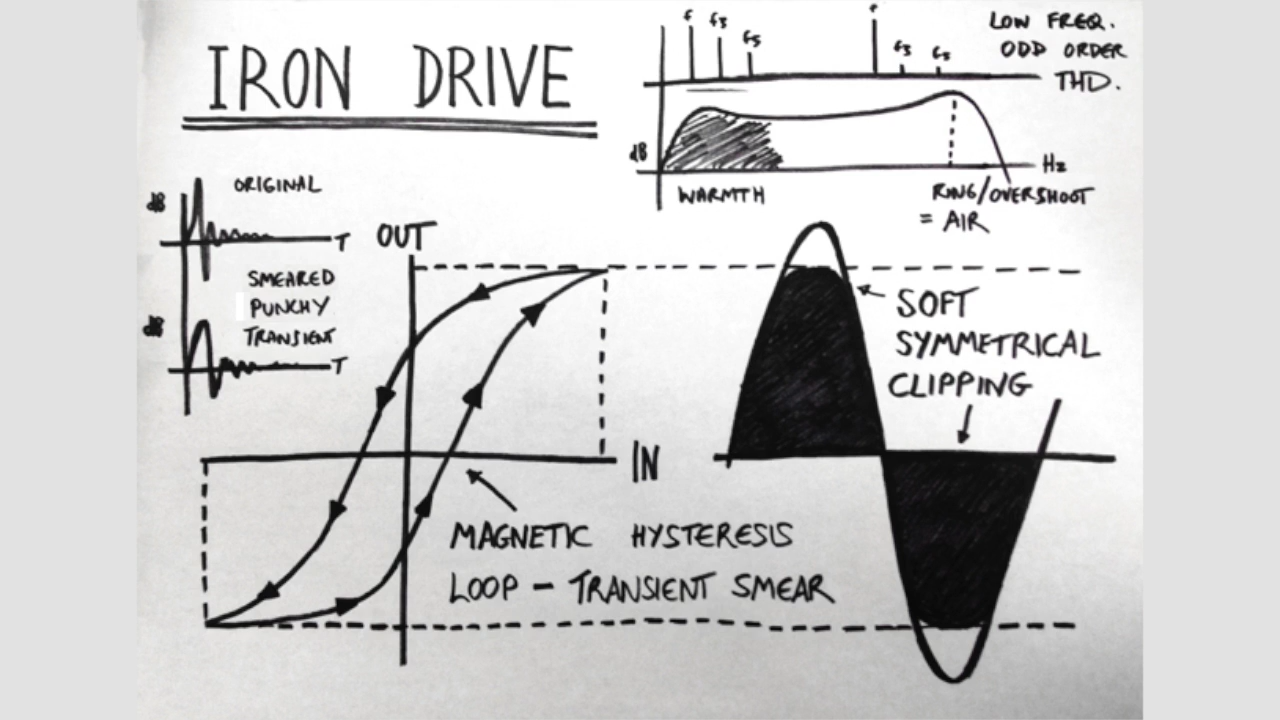 IRON DRIVE
f f3 f5
f f3 f5
LOW FREQ.
ODD ORDER
THD.
dB
Hz
WARMTH
RING/OVERSHOOT
= AIR
dB
ORIGINAL
T
SMEARED
PUNCHY
TRANSIENT
dB
T
OUT
IN
SOFT
SYMMETRICAL
CLIPPING
MAGNETIC HYSTERESIS
LOOP - TRANSIENT SMEAR